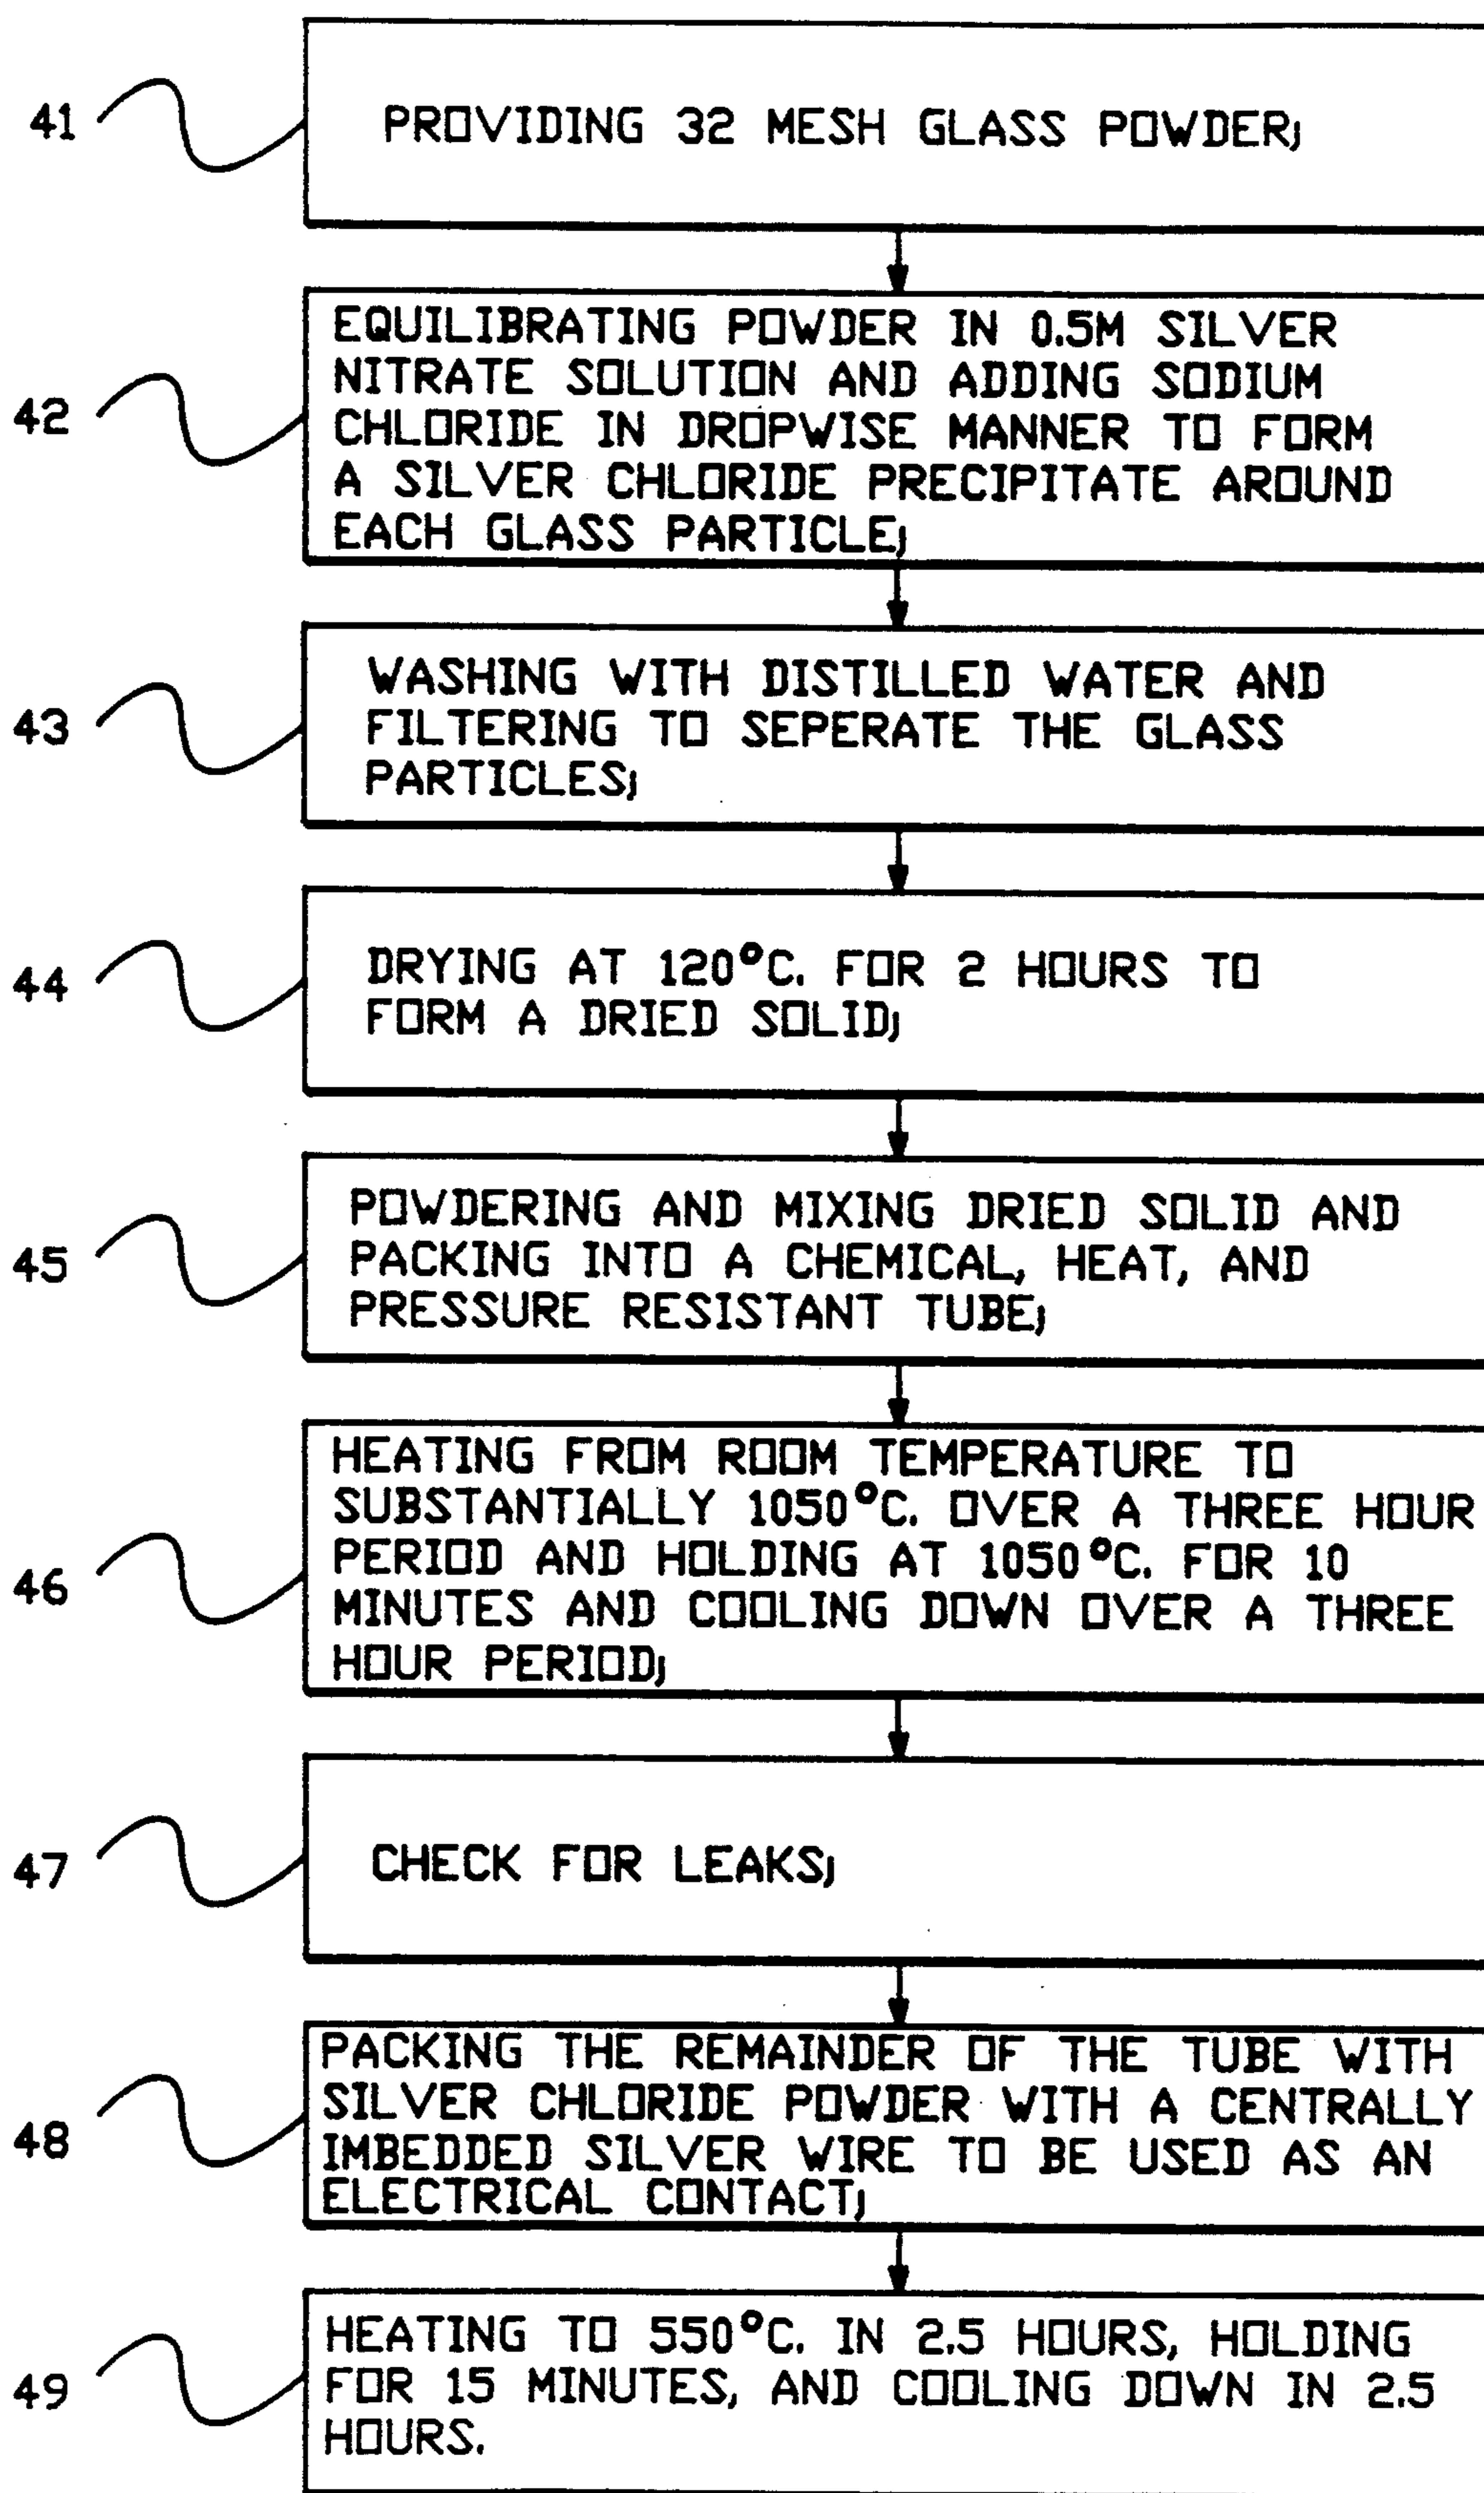 41
PROVIDING 32 MESH GLASS POWDER;
42
EQUILIBRATING POWDER IN 0.5M SILVER
NITRATE SOLUTION AND ADDING SODIUM
CHLORIDE IN DROPWISE MANNER TO FORM
A SILVER CHLORIDE PRECIPITATE AROUND
EACH GLASS PARTICLE;
43
WASHING WITH DISTILLED WATER AND
FILTERING TO SEPERATE THE GLASS
PARTICLES;
44
DRYING AT 120°C. FOR 2 HOURS TO
FORM A DRIED SOLID;
45
POWDERING AND MIXING DRIED SOLID AND
PACKING INTO A CHEMICAL, HEAT, AND
PRESSURE RESISTANT TUBE;
46
HEATING FROM ROOM TEMPERATURE TO
SUBSTANTIALLY 1050°C. OVER A THREE HOUR
PERIOD AND HOLDING AT 1050°C. FOR 10
MINUTES AND COOLING DOWN OVER A THREE
HOUR PERIOD;
47
CHECK FOR LEAKS;
48
PACKING THE REMAINDER OF THE TUBE WITH
SILVER CHLORIDE POWDER WITH A CENTRALLY
IMBEDDED SILVER WIRE TO BE USED AS AN
ELECTRICAL CONTACT;
49
HEATING TO 550°C. IN 2.5 HOURS, HOLDING
FOR 15 MINUTES, AND COOLING DOWN IN 2.5
HOURS.